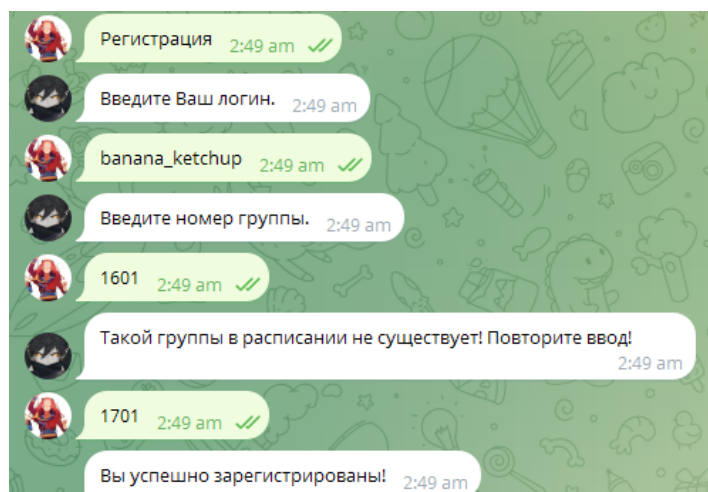 Регистрация 2:49 am
Введите Ваш логин. 2:49 am
banana_ketchup 2:49 am
Введите номер группы. 2:49 am
1601 2:49 am
Такой группы в расписании не существует! Повторите ввод!
2:49 am
1701 2:49 am
Вы успешно зарегистрированы! 2:49 am